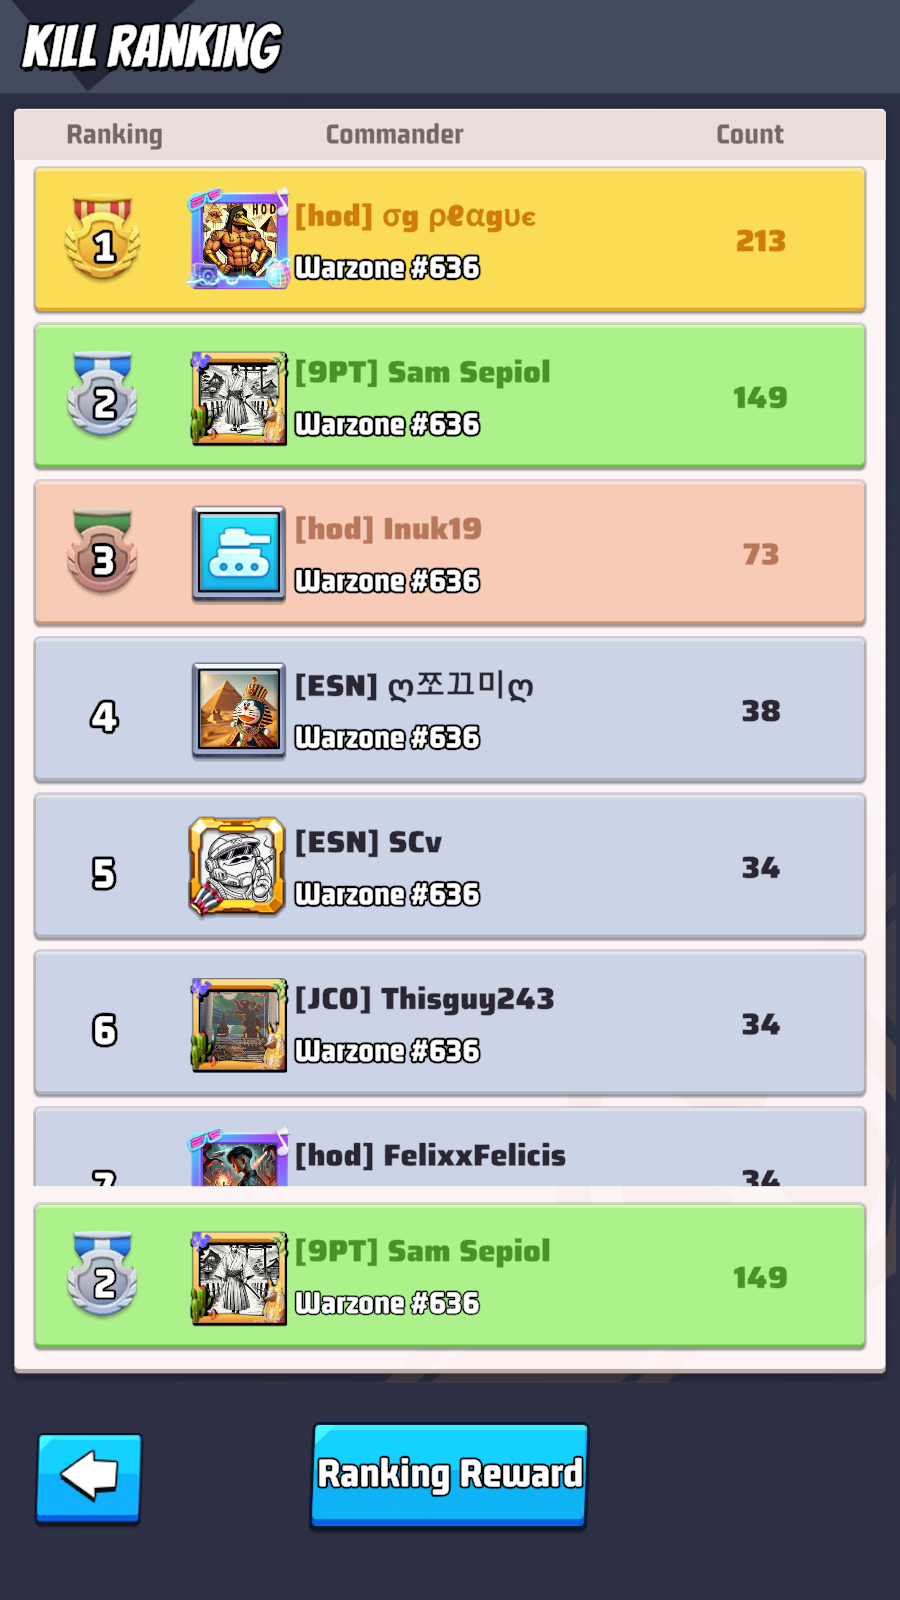 KILL RANKING
Ranking Commander Count
1 [hod] σg ρℓαgυє 213
Warzone #636
2 [9PT] Sam Sepiol 149
Warzone #636
3 [hod] Inuk19 73
Warzone #636
4 [ESN] ღ쪼끄미ღ 38
Warzone #636
5 [ESN] SCv 34
Warzone #636
6 [JCO] Thisguy243 34
Warzone #636
7 [hod] FelixxFelicis 34
2 [9PT] Sam Sepiol 149
Warzone #636
Ranking Reward